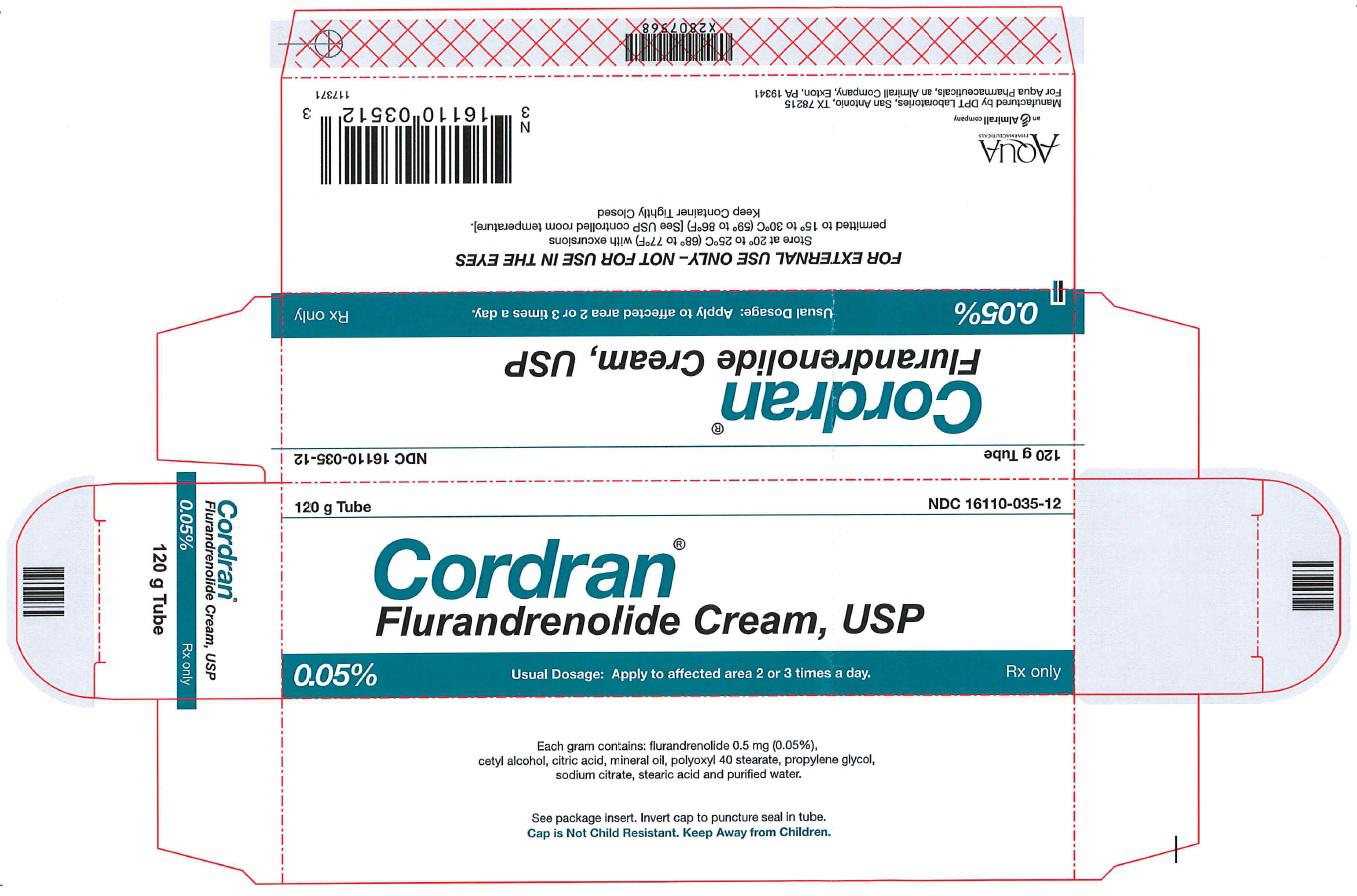 X2807568
117371
3 16110 03512 3
N
For Aqua Pharmaceuticals, an Almirall Company, Exton, PA 19341
Manufactured by DPT Laboratories, San Antonio, TX 78215
an Almirall company
AQUA
PHARMACEUTICALS
FOR EXTERNAL USE ONLY– NOT FOR USE IN THE EYES
Store at 20° to 25°C (68° to 77°F) with excursions
permitted to 15° to 30°C (59° to 86°F) [See USP controlled room temperature].
Keep Container Tightly Closed
120 g Tube
NDC 16110-035-12
Cordran®
Flurandrenolide Cream, USP
0.05%
Usual Dosage: Apply to affected area 2 or 3 times a day.
Rx only
Cordran®
Flurandrenolide Cream, USP
0.05%
Rx only
120 g Tube
120 g Tube
NDC 16110-035-12
Cordran®
Flurandrenolide Cream, USP
0.05%
Usual Dosage: Apply to affected area 2 or 3 times a day.
Rx only
Each gram contains: flurandrenolide 0.5 mg (0.05%),
cetyl alcohol, citric acid, mineral oil, polyoxyl 40 stearate, propylene glycol,
sodium citrate, stearic acid and purified water.
See package insert. Invert cap to puncture seal in tube.
Cap is Not Child Resistant. Keep Away from Children.